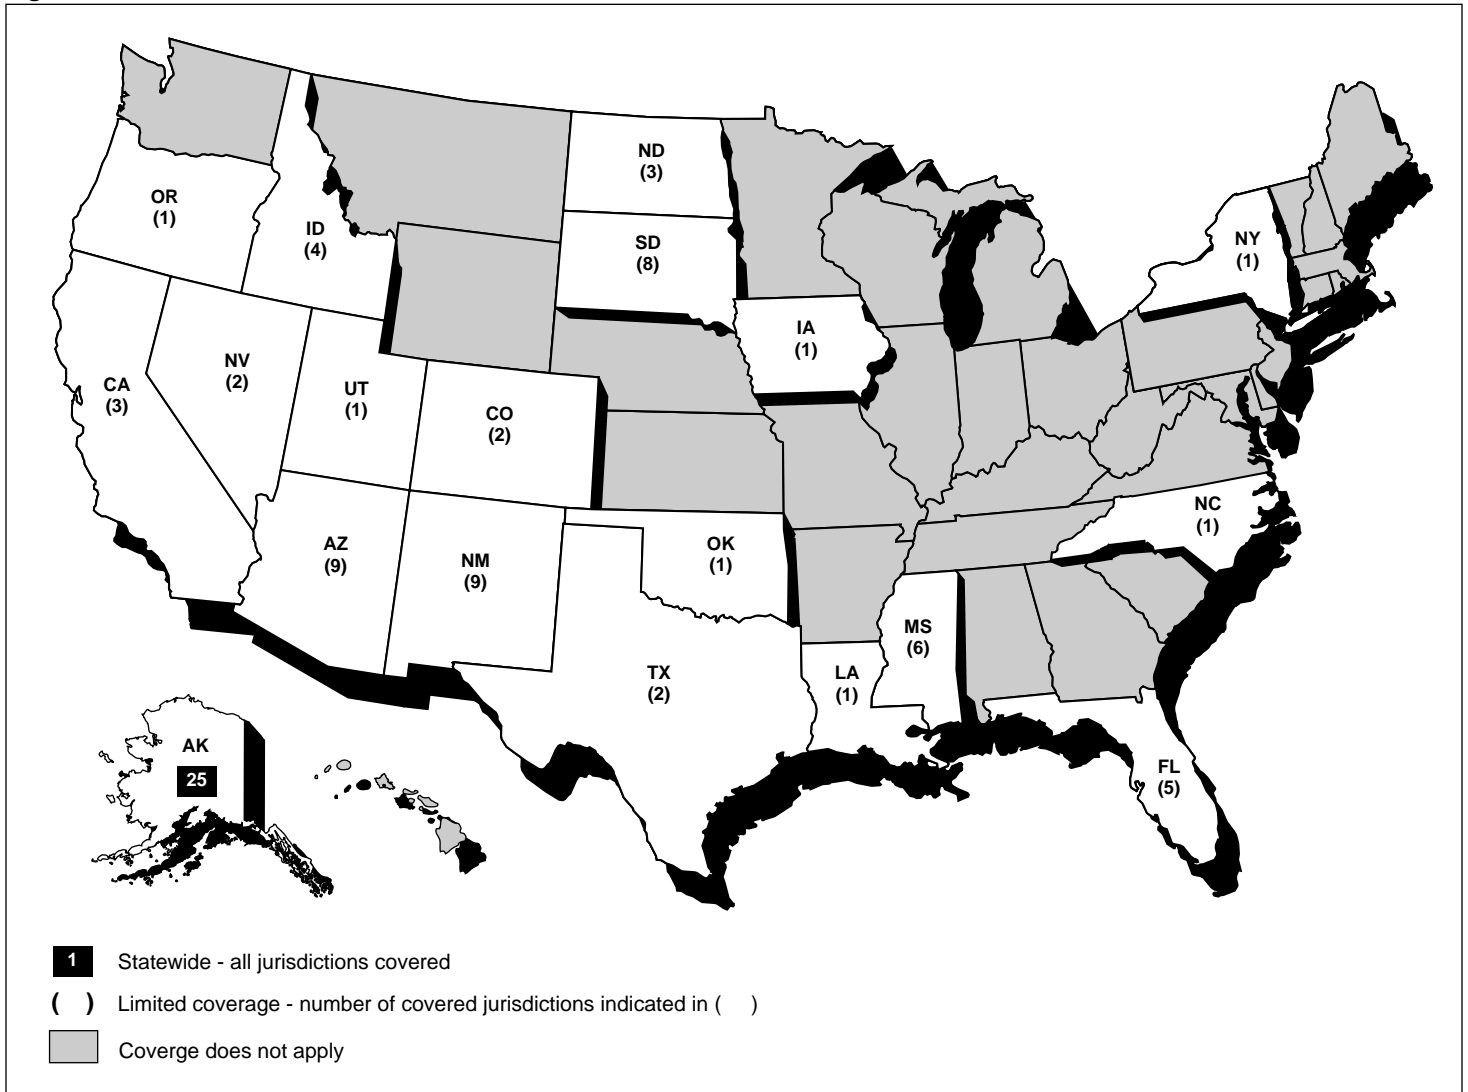 ND
(3)
OR
(1)
ID
(4)
SD
(8)
NY
(1)
IA
(1)
NV
(2)
CA
(3)
UT
(1)
CO
(2)
NC
(1)
AZ
(9)
NM
(9)
OK
(1)
MS
(6)
TX
(2)
LA
(1)
AK
25
FL
(5)
1 Statewide - all jurisdictions covered
( ) Limited coverage - number of covered jurisdictions indicated in ( )
Coverge does not apply